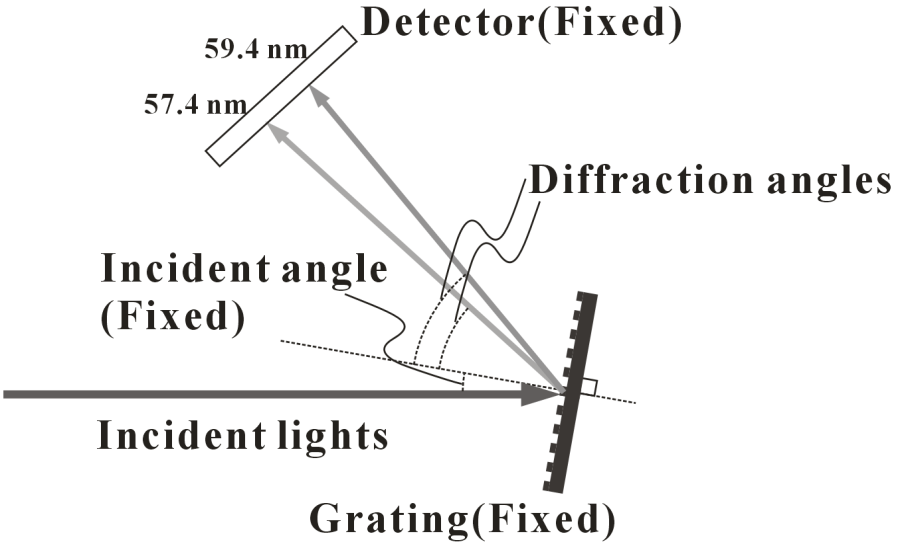 Detector(Fixed)
59.4 nm
57.4 nm
Diffraction angles
Incident angle
(Fixed)
Incident lights
Grating(Fixed)